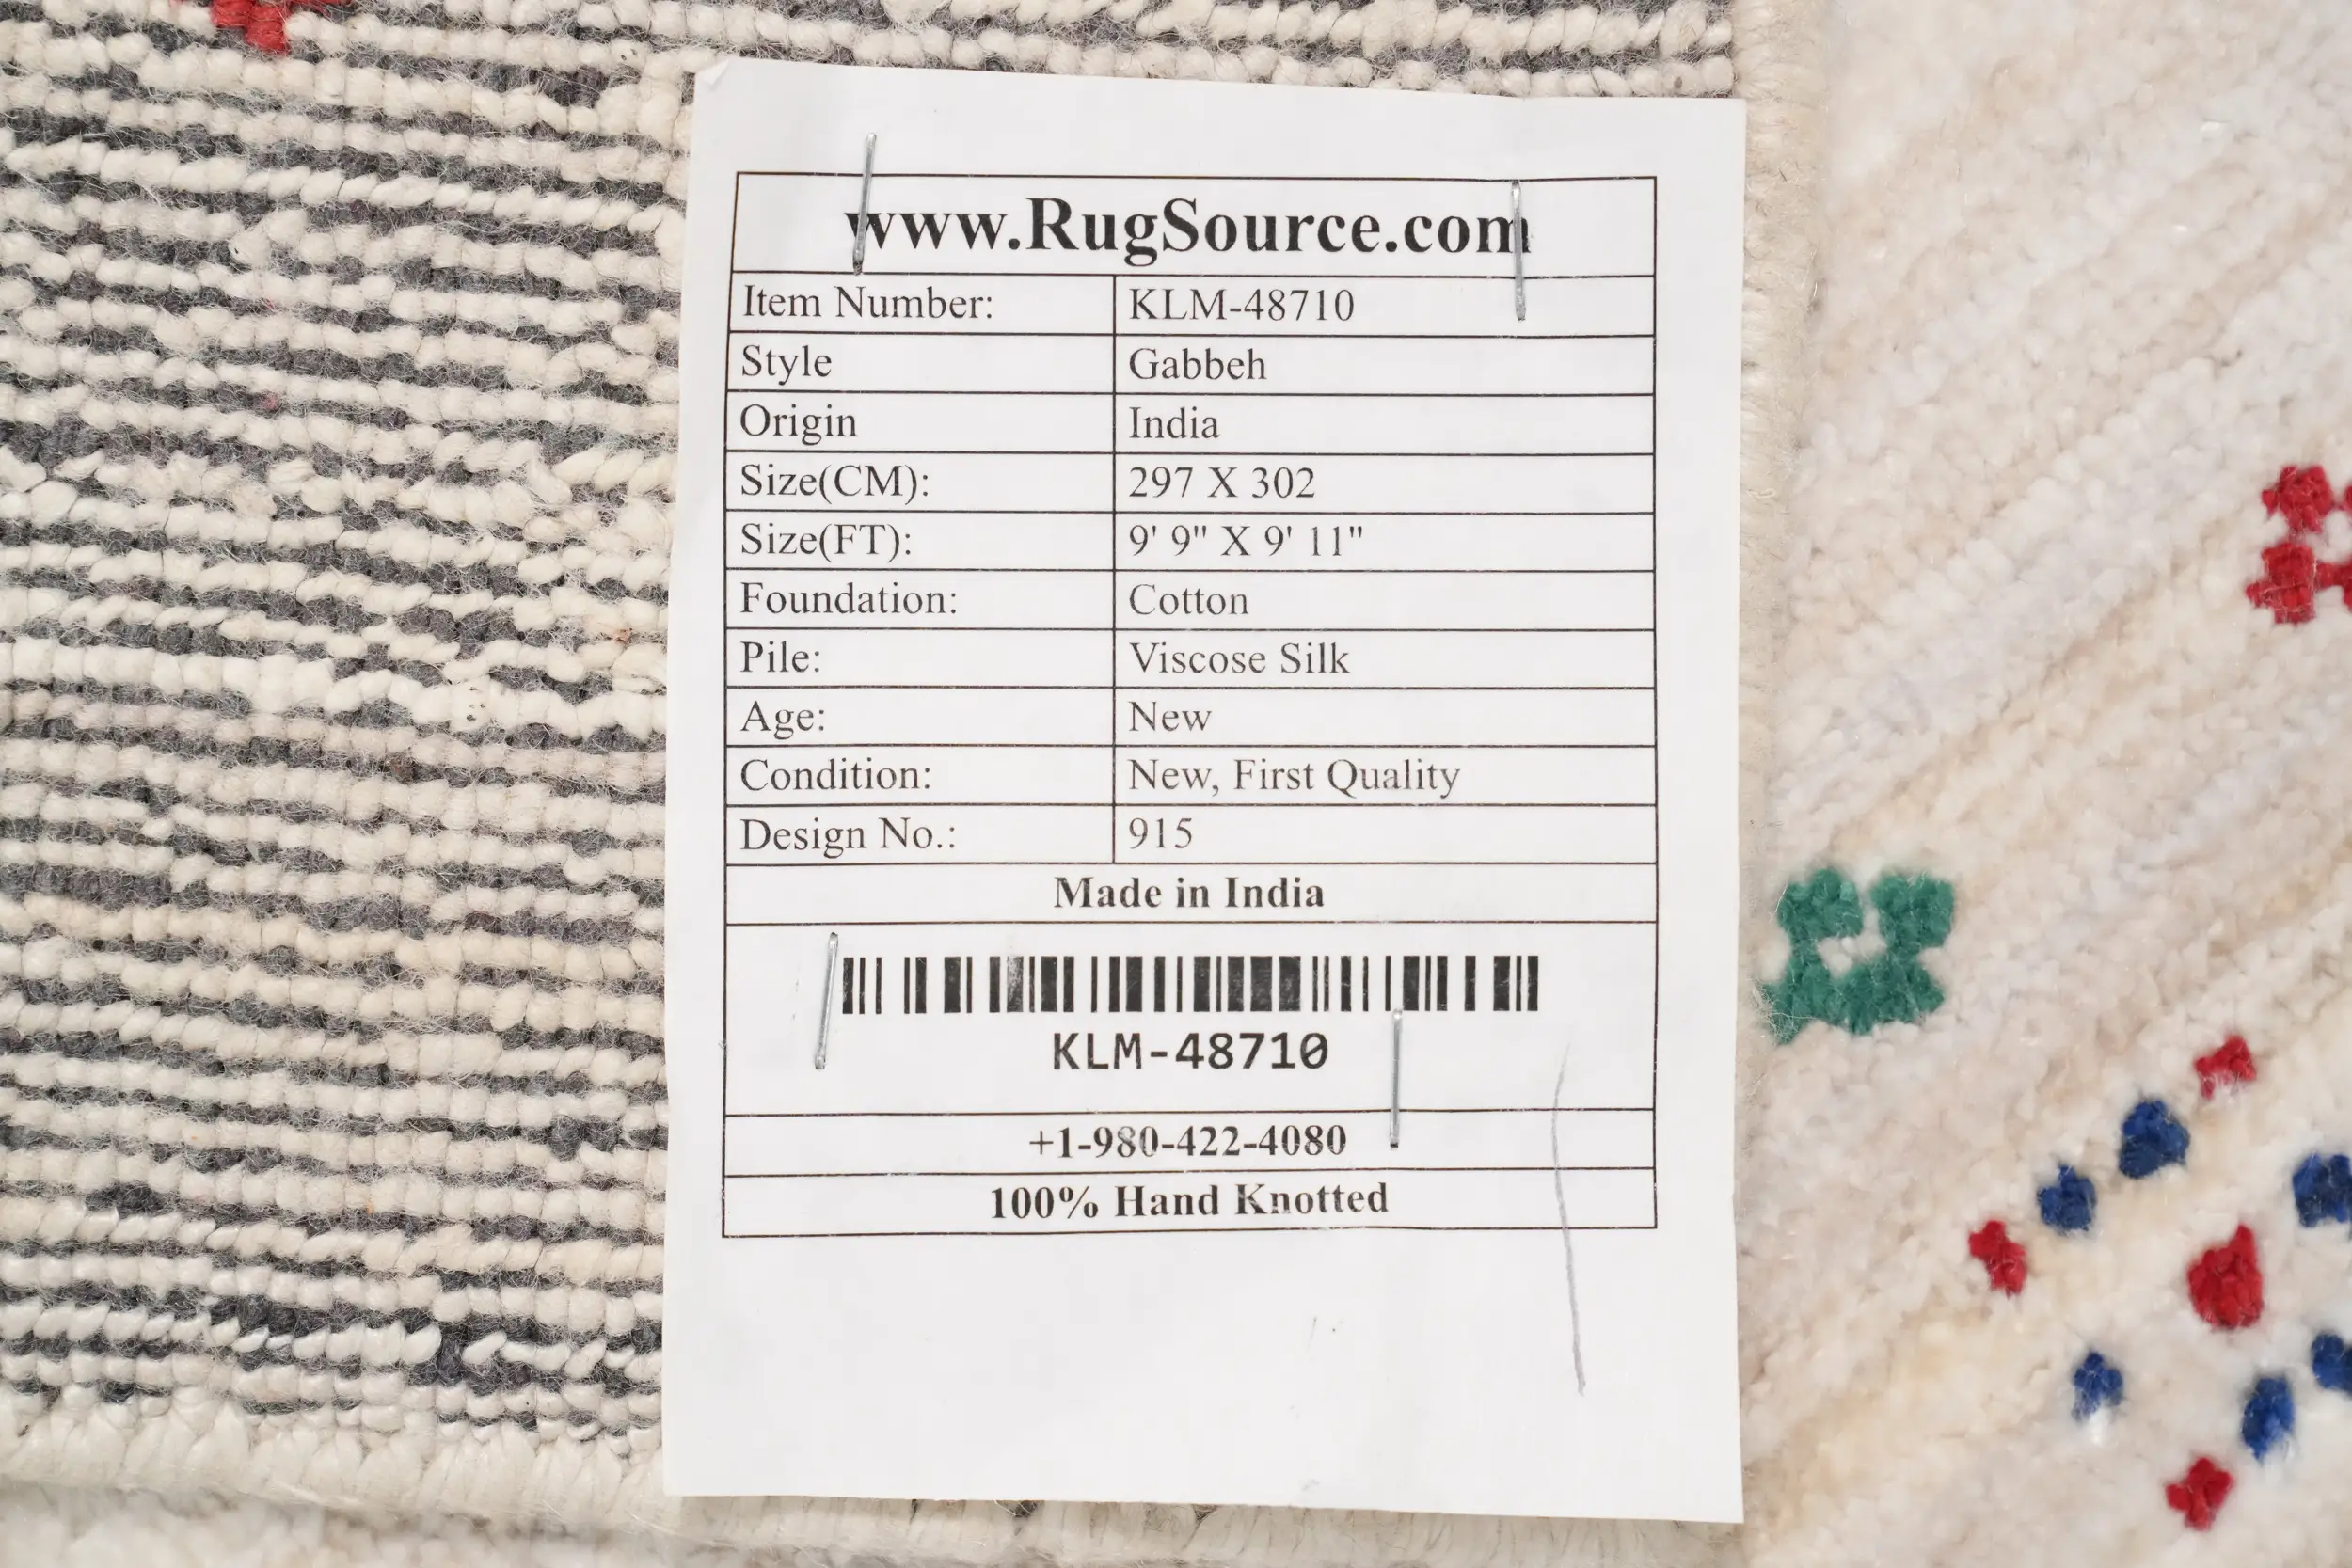 www.RugSource.com
Item Number: KLM-48710
Style Gabbeh
Origin India
Size(CM): 297 X 302
Size(FT): 9' 9" X 9' 11"
Foundation: Cotton
Pile: Viscose Silk
Age: New
Condition: New, First Quality
Design No.: 915
Made in India
KLM-48710
+1-980-422-4080
100% Hand Knotted